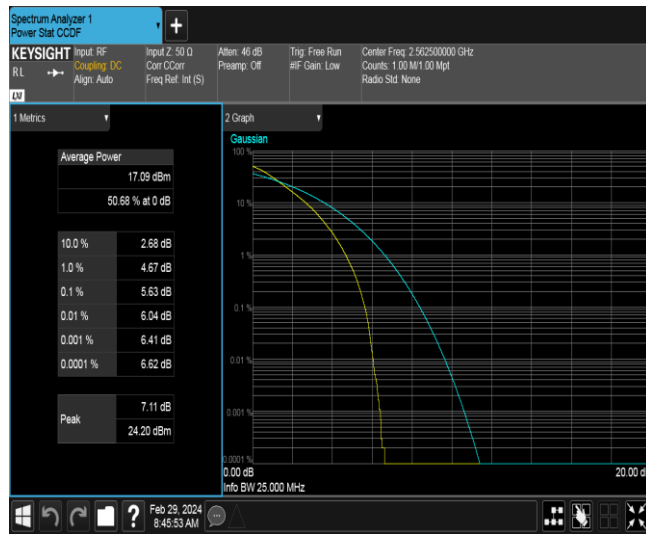 Spectrum Analyzer 1
Power Stat CCDF
+
KEYSIGHT
RL
LXI
Input: RF
Coupling: DC
Align: Auto
Input Z: 50 Ω
Corr CCorr
Freq Ref: Int (S)
Atten: 46 dB
Preamp: Off
Trig: Free Run
#IF Gain: Low
Center Freq: 2.562500000 GHz
Counts: 1.00 M/1.00 Mpt
Radio Std: None
1 Metrics
Average Power
17.09 dBm
50.68 % at 0 dB
10.0 % 2.68 dB
1.0 % 4.67 dB
0.1 % 5.63 dB
0.01 % 6.04 dB
0.001 % 6.41 dB
0.0001 % 6.62 dB
Peak
7.11 dB
24.20 dBm
2 Graph
Gaussian
100 %
10 %
1 %
0.1 %
0.01 %
0.001 %
0.0001 %
0.00 dB
20.00 d
Info BW 25.000 MHz
?
Feb 29, 2024
8:45:53 AM